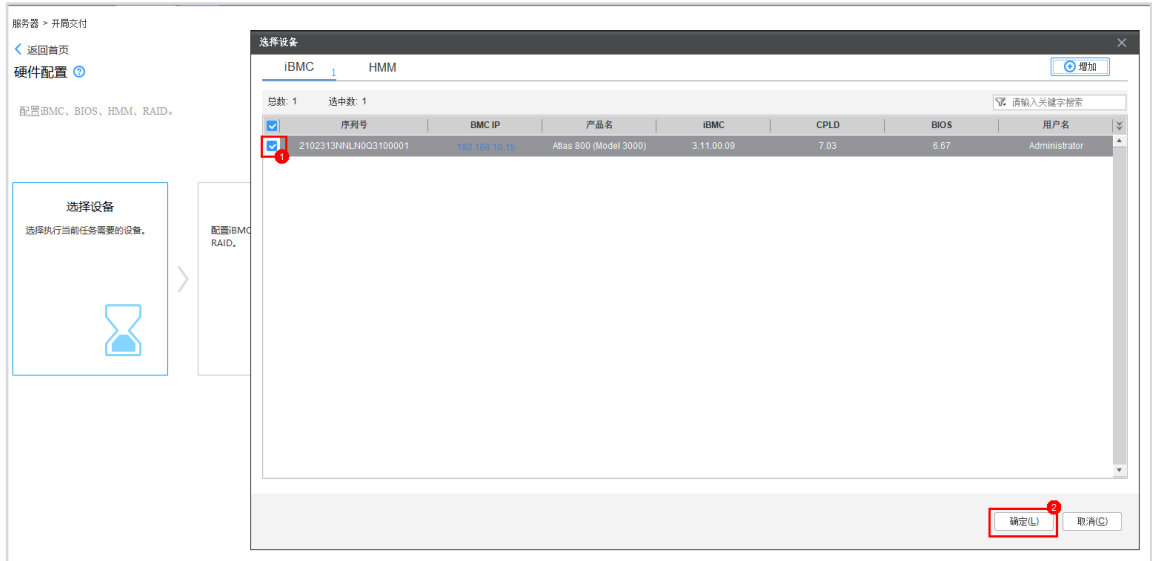 服务器 > 开局交付
返回首页
硬件配置 ?
配置iBMC、BIOS、HMM、RAID。
选择设备
选择执行当前任务需要的设备。
配置iBMC
RAID。
选择设备
iBMC 1 HMM
增加
总数: 1 选中数: 1
请输入关键字搜索
序列号 BMC IP 产品名 iBMC CPLD BIOS 用户名
2102313NNLN0Q3100001 192.168.10.15 Atlas 800 (Model 3000) 3.11.00.09 7.03 6.67 Administrator
1
2
确定(L) 取消(C)